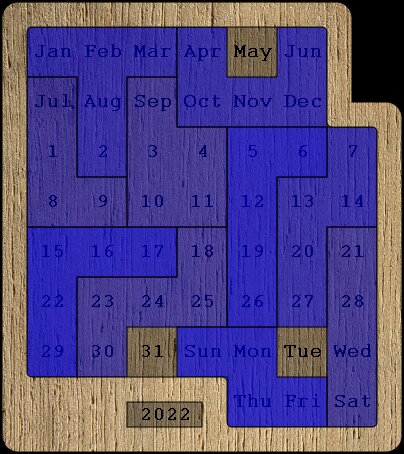 Jan Feb Mar Apr May Jun
Jul Aug Sep Oct Nov Dec
1 2 3 4 5 6 7
8 9 10 11 12 13 14
15 16 17 18 19 20 21
22 23 24 25 26 27 28
29 30 31 Sun Mon Tue Wed
2022 Thu Fri Sat